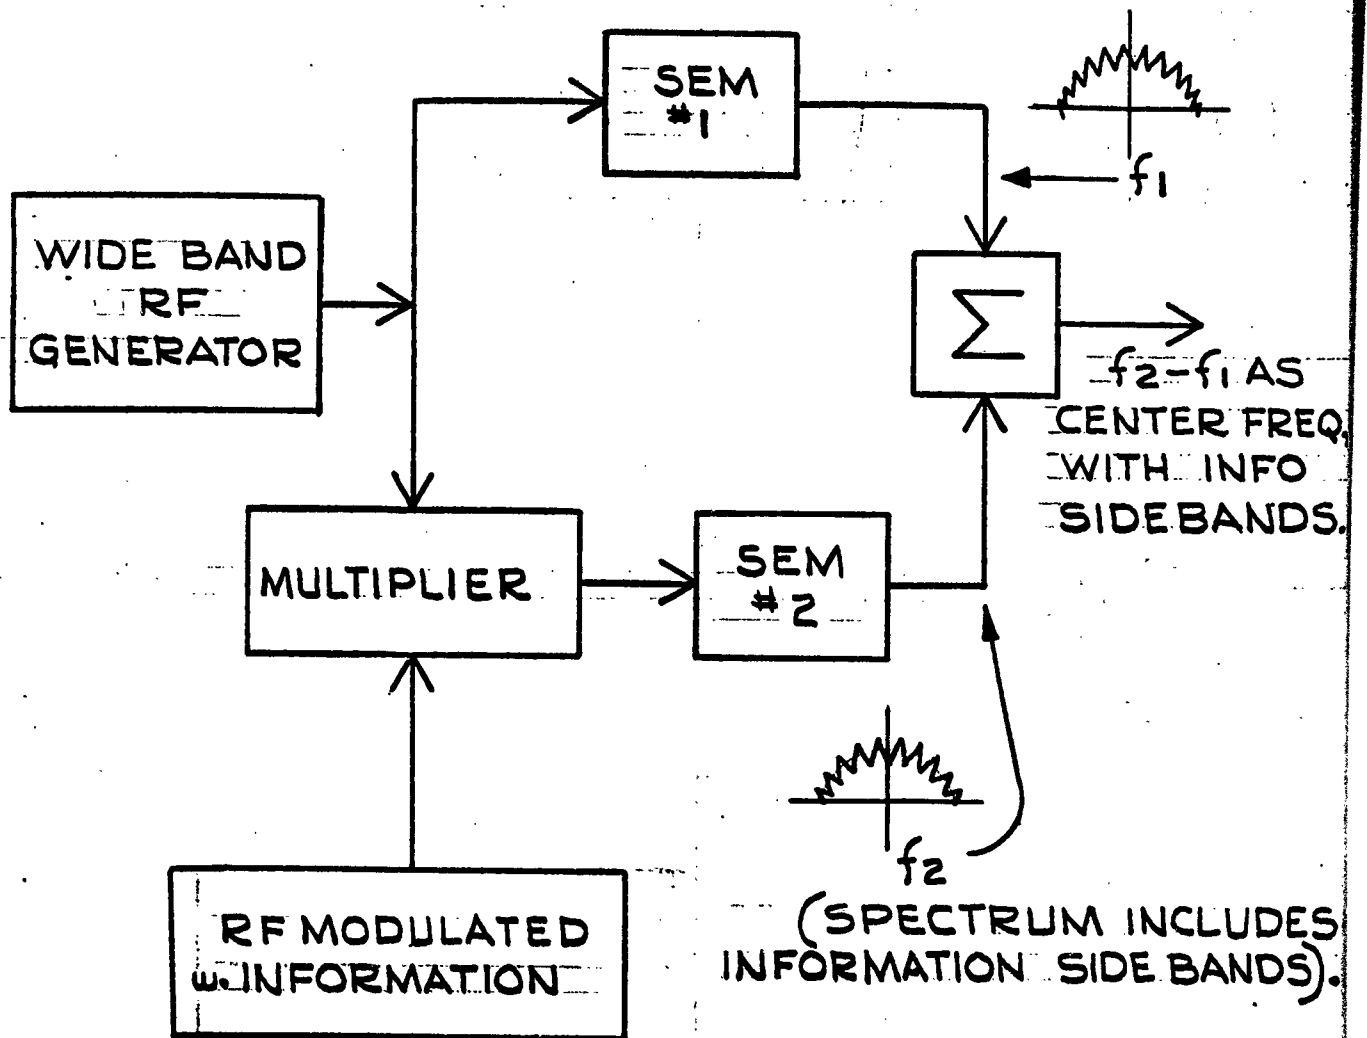 SEM
#1
f1
WIDE BAND
RF
GENERATOR
Σ
f2-f1 AS
CENTER FREQ.
WITH INFO
SIDEBANDS.
MULTIPLIER
SEM
#2
f2
(SPECTRUM INCLUDES
INFORMATION SIDE BANDS).
RF MODULATED
w. INFORMATION